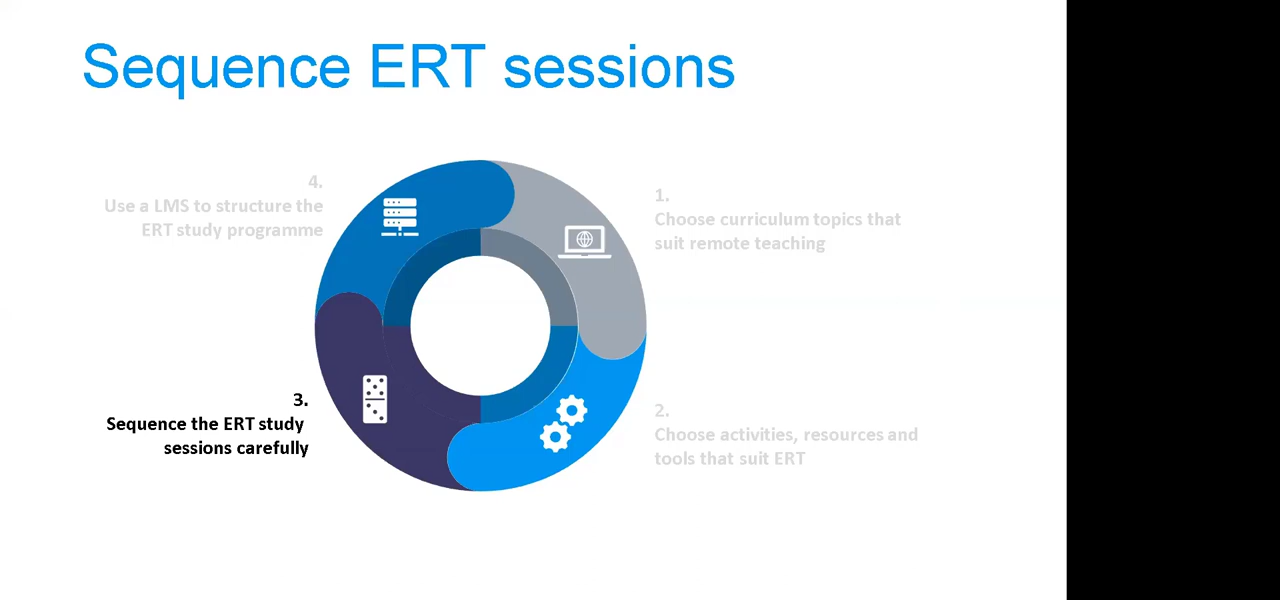 Sequence ERT sessions
4.
Use a LMS to structure the
ERT study programme
1.
Choose curriculum topics that
suit remote teaching
3.
Sequence the ERT study
sessions carefully
2.
Choose activities, resources and
tools that suit ERT